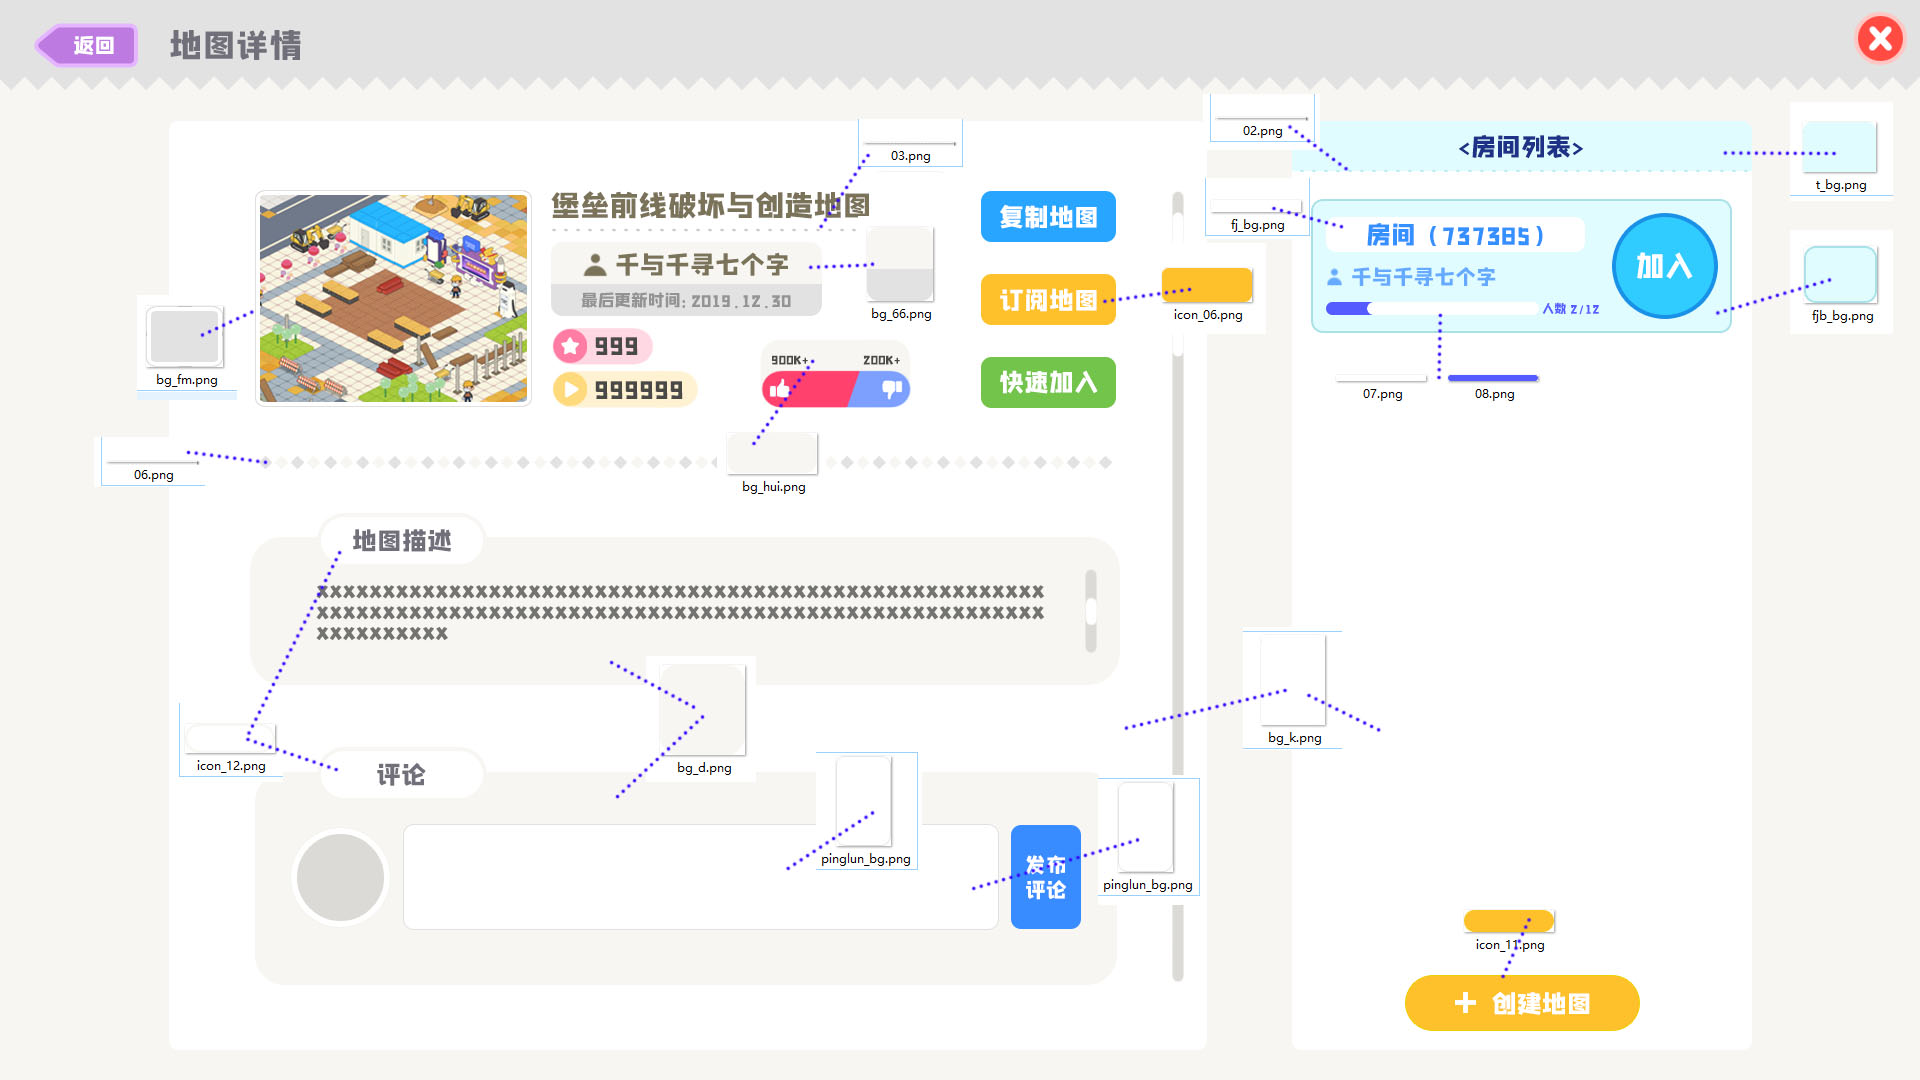 返回
地图详情
02.png
03.png
<房间列表>
t_bg.png
堡垒前线破坏与创造地图
复制地图
fj_bg.png
房间（737385）
加入
千与千寻七个字
千与千寻七个字
最后更新时间: 2019.12.30
bg_66.png
订阅地图
icon_06.png
人数 2/12
fjb_bg.png
999
900K+
200K+
bg_fm.png
999999
快速加入
07.png
08.png
06.png
bg_hui.png
地图描述
xxxxxxxxxxxxxxxxxxxxxxxxxxxxxxxxxxxxxxxxxxxxxxxxxxxxxxx
xxxxxxxxxxxxxxxxxxxxxxxxxxxxxxxxxxxxxxxxxxxxxxxxxxxxxxx
xxxxxxxxxx
bg_k.png
icon_12.png
bg_d.png
评论
pinglun_bg.png
发布
评论
pinglun_bg.png
icon_11.png
创建地图